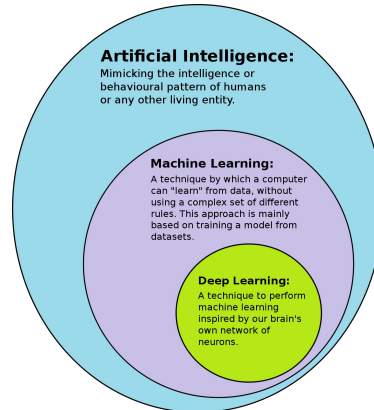 Artificial Intelligence:
Mimicking the intelligence or
behavioural pattern of humans
or any other living entity.
Machine Learning:
A technique by which a computer
can "learn" from data, without
using a complex set of different
rules. This approach is mainly
based on training a model from
datasets.
Deep Learning:
A technique to perform
machine learning
inspired by our brain's
own network of
neurons.